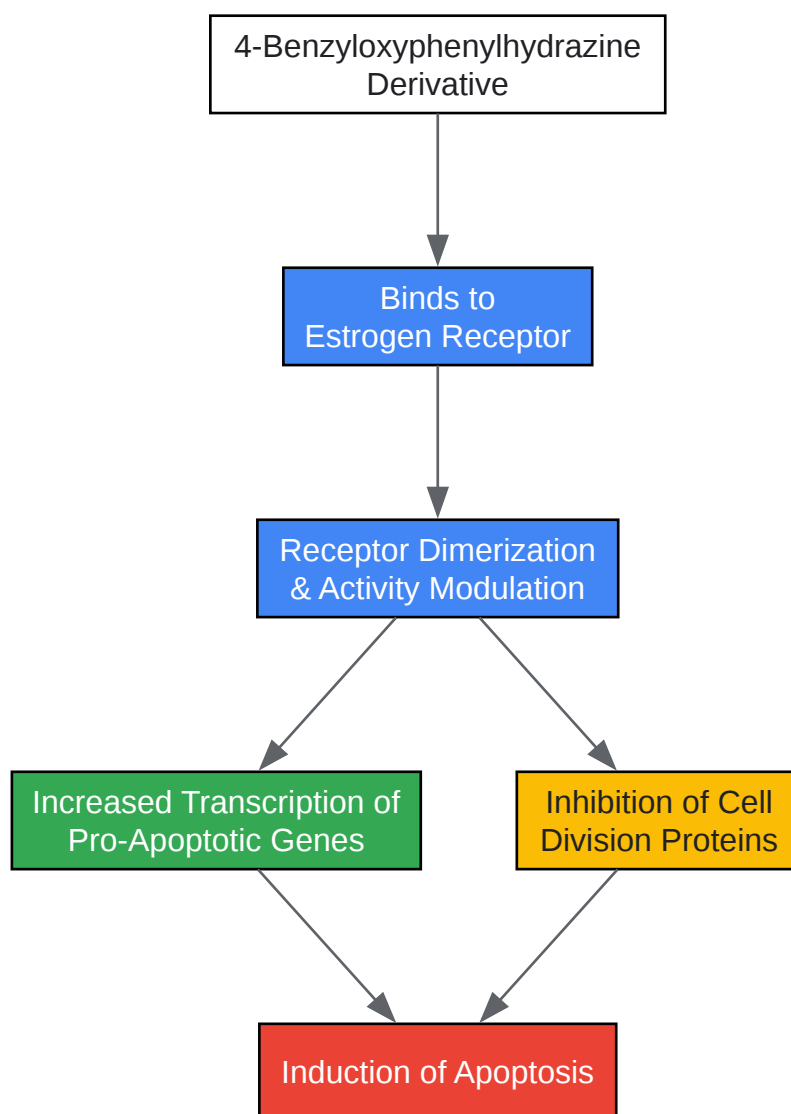 4-Benzyloxyphenylhydrazine
Derivative
Binds to
Estrogen Receptor
Receptor Dimerization
& Activity Modulation
Increased Transcription of
Pro-Apoptotic Genes
Inhibition of Cell
Division Proteins
Induction of Apoptosis